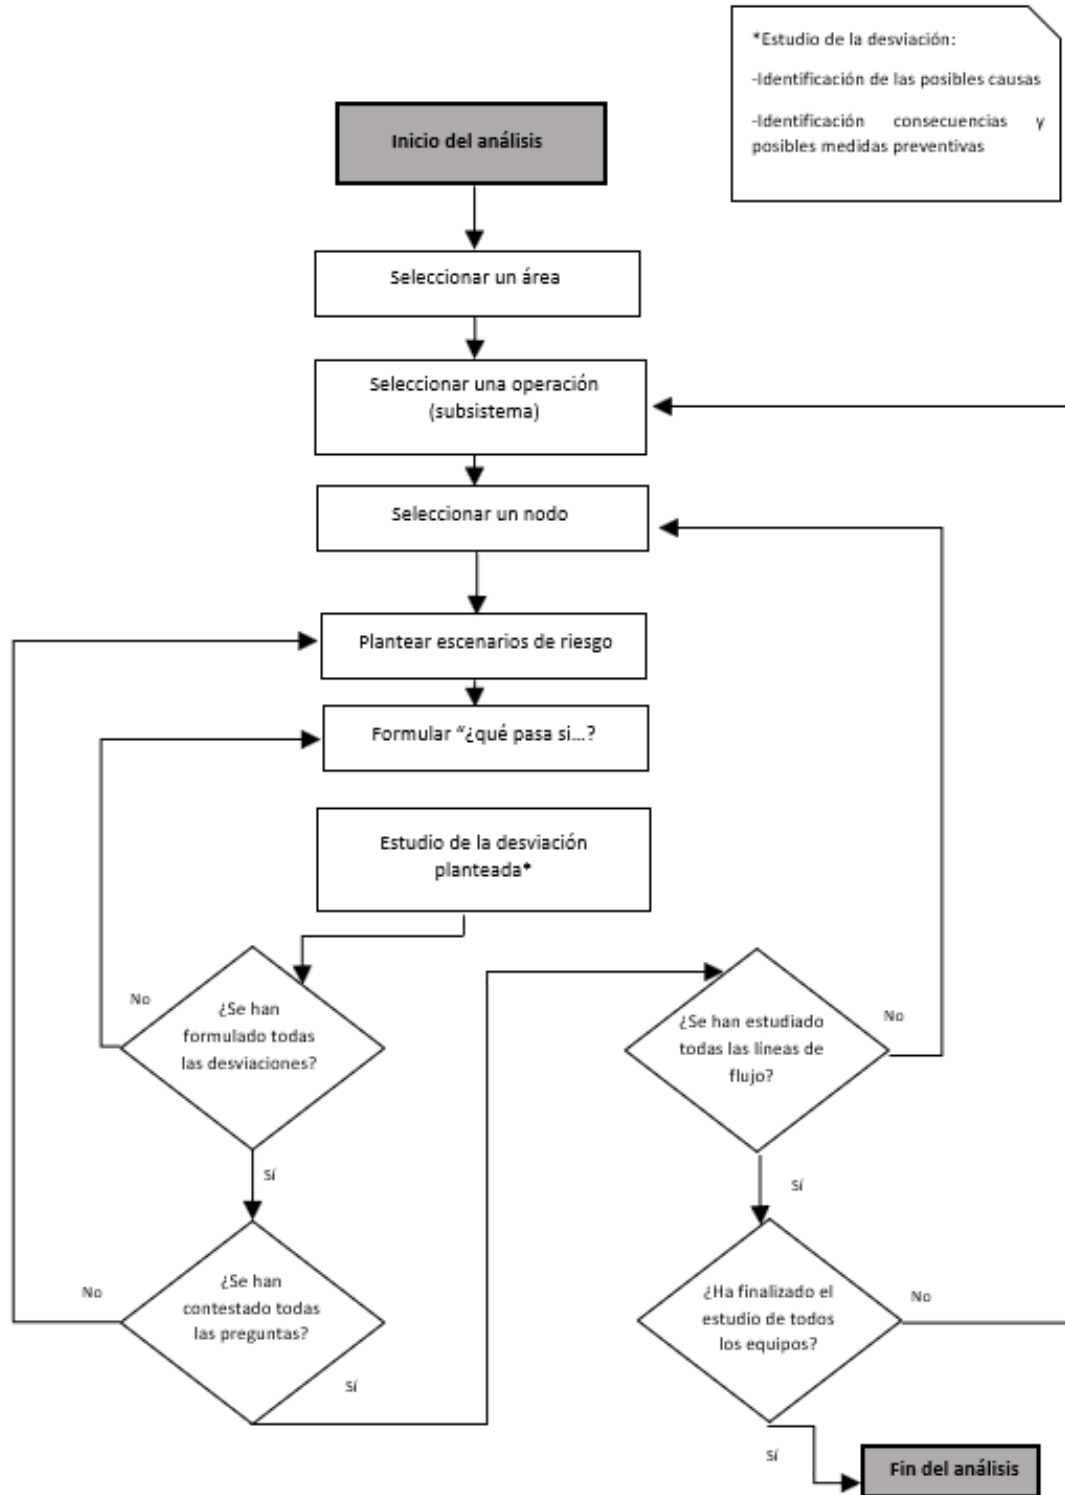 *Estudio de la desviación:
-Identificación de las posibles causas
-Identificación consecuencias y
posibles medidas preventivas
Inicio del análisis
Seleccionar un área
Seleccionar una operación
(subsistema)
Seleccionar un nodo
Plantear escenarios de riesgo
Formular “¿qué pasa si...?
Estudio de la desviación
planteada*
No
¿Se han
formulado todas
las desviaciones?
Sí
No
¿Se han
contestado todas
las preguntas?
Sí
¿Se han estudiado
todas las líneas de
flujo?
No
Sí
¿Ha finalizado el
estudio de todos
los equipos?
No
Sí
Fin del análisis